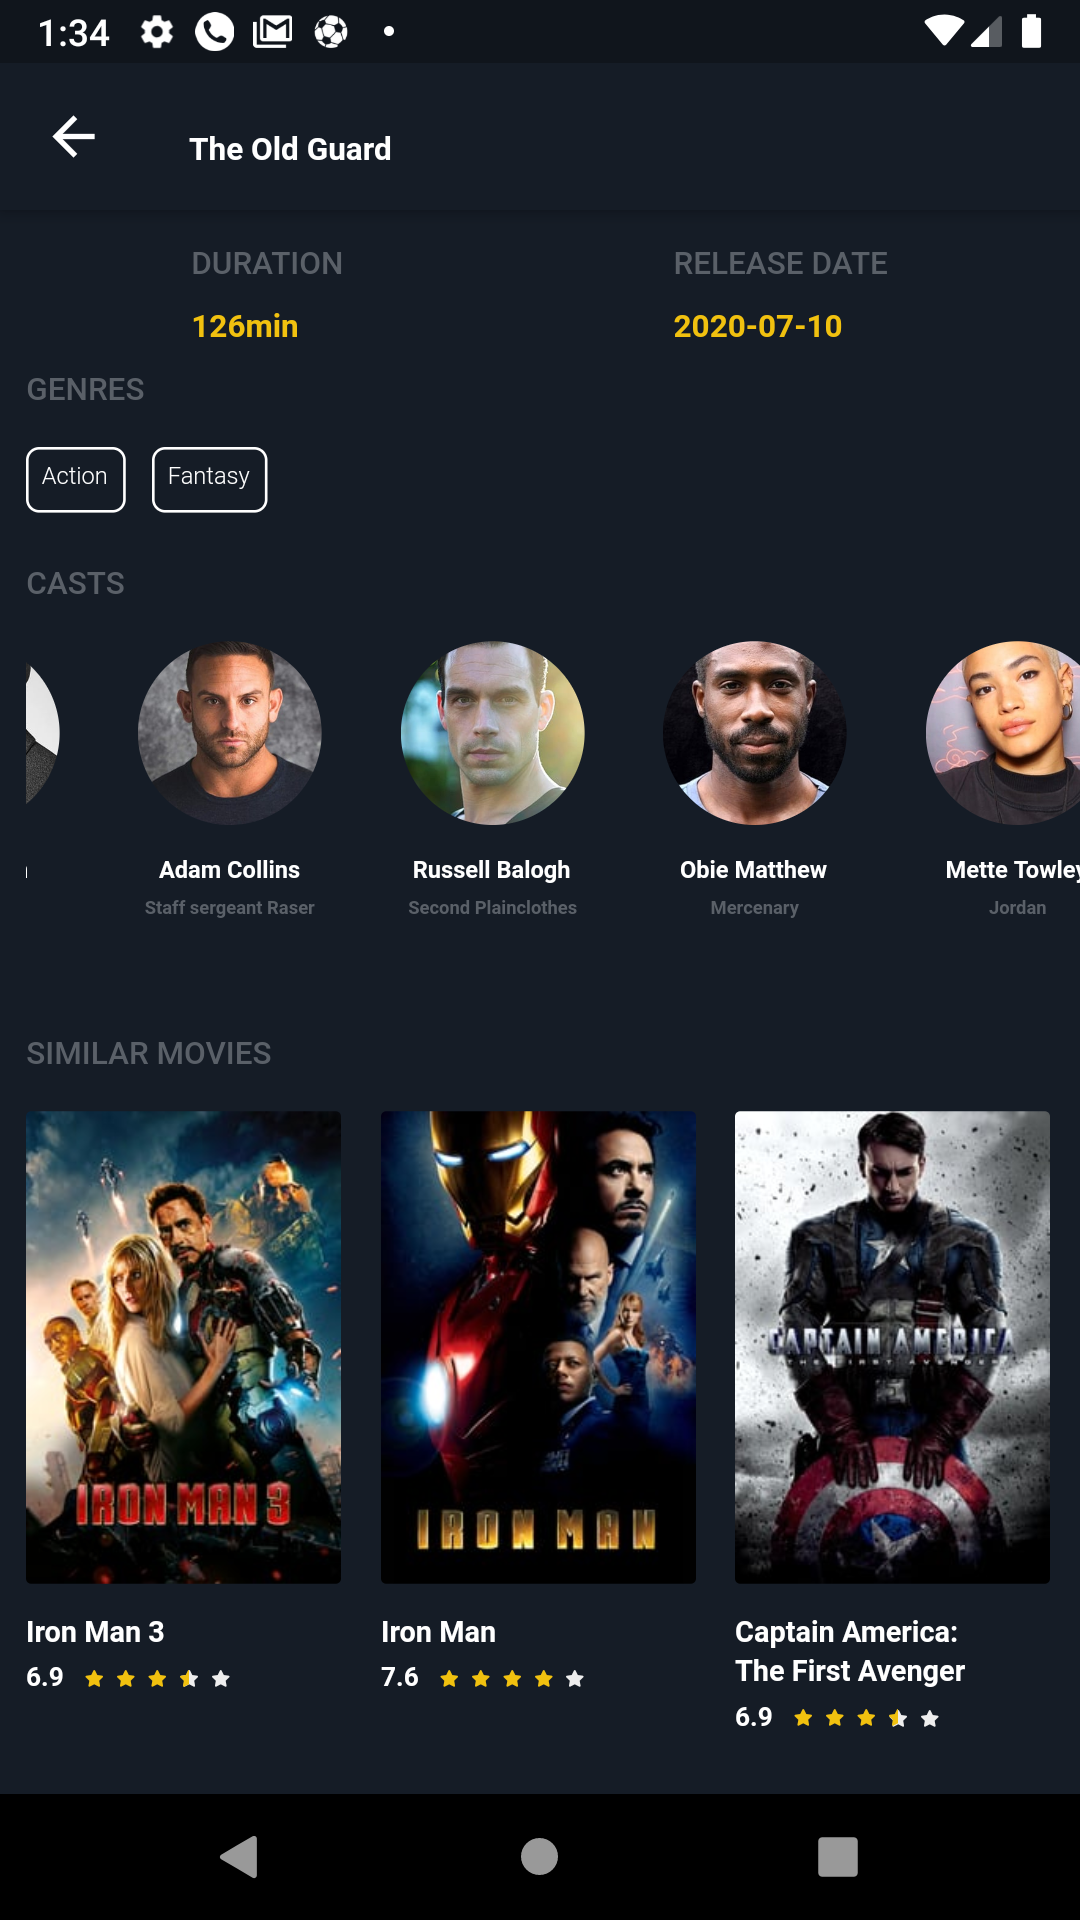 1:34
The Old Guard
DURATION
RELEASE DATE
126min
2020-07-10
GENRES
Action
Fantasy
CASTS
Adam Collins
Russell Balogh
Obie Matthew
Mette Towley
Staff sergeant Raser
Second Plainclothes
Mercenary
Jordan
SIMILAR MOVIES
IRON MAN 3
IRON MAN
CAPTAIN AMERICA
THE FIRST AVENGER
Iron Man 3
Iron Man
Captain America:
The First Avenger
6.9
7.6
6.9